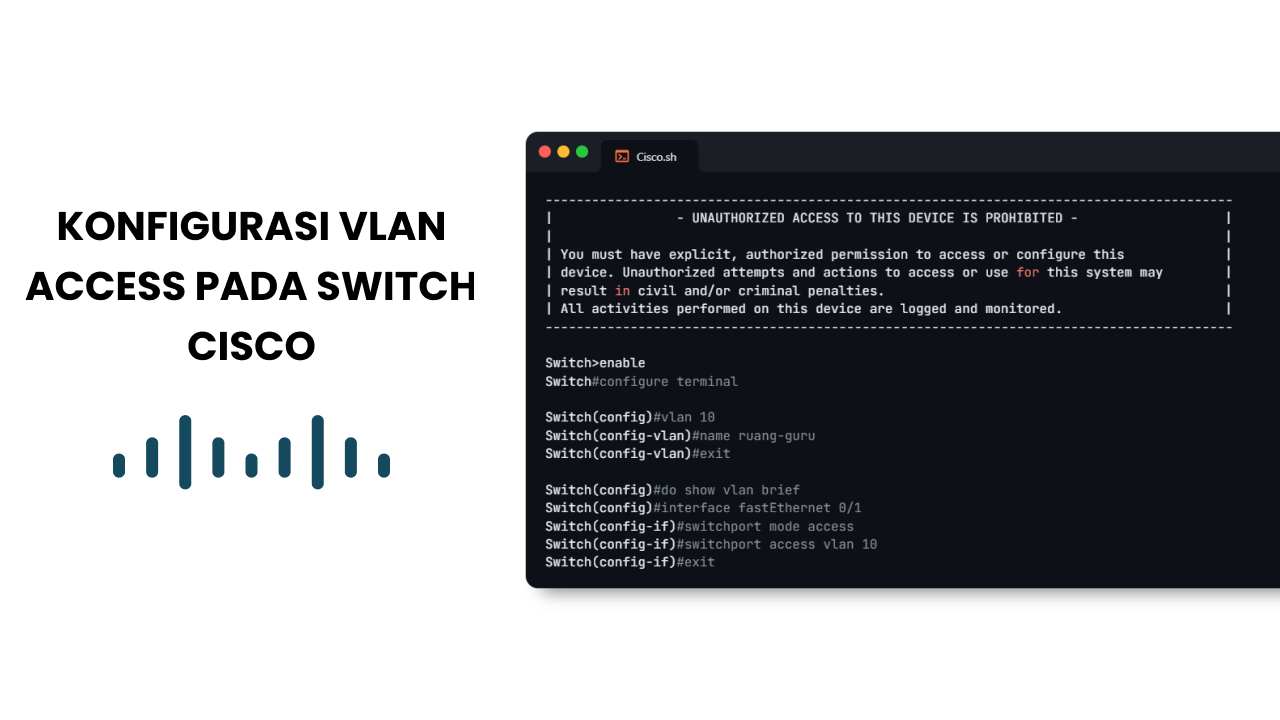 KONFIGURASI VLAN
ACCESS PADA SWITCH
CISCO
Cisco.sh
--------------------------------------------------------------------------------
| - UNAUTHORIZED ACCESS TO THIS DEVICE IS PROHIBITED - |
| |
| You must have explicit, authorized permission to access or configure this |
| device. Unauthorized attempts and actions to access or use for this system may |
| result in civil and/or criminal penalties. |
| All activities performed on this device are logged and monitored. |
--------------------------------------------------------------------------------
Switch>enable
Switch#configure terminal
Switch(config)#vlan 10
Switch(config-vlan)#name ruang-guru
Switch(config-vlan)#exit
Switch(config)#do show vlan brief
Switch(config)#interface fastEthernet 0/1
Switch(config-if)#switchport mode access
Switch(config-if)#switchport access vlan 10
Switch(config-if)#exit